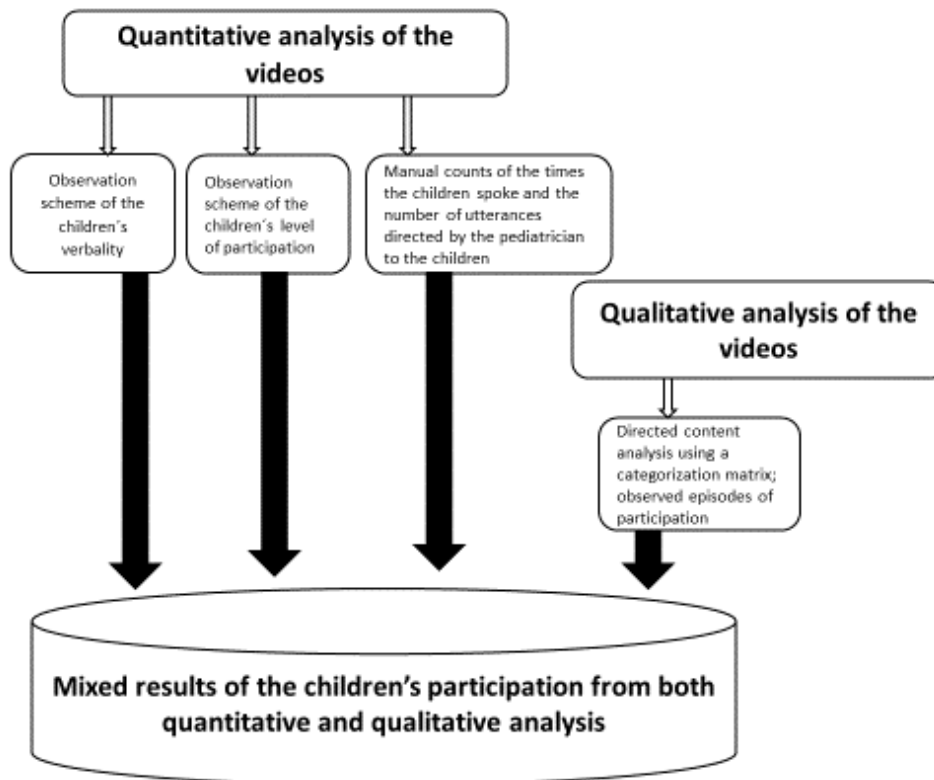 Quantitative analysis of the
videos
Observation
scheme of the
children´s
verbality
Observation
scheme of the
children´s level
of participation
Manual counts of the times
the children spoke and the
number of utterances
directed by the pediatrician
to the children
Qualitative analysis of the
videos
Directed content
analysis using a
categorization matrix;
observed episodes of
participation
Mixed results of the children’s participation from both
quantitative and qualitative analysis